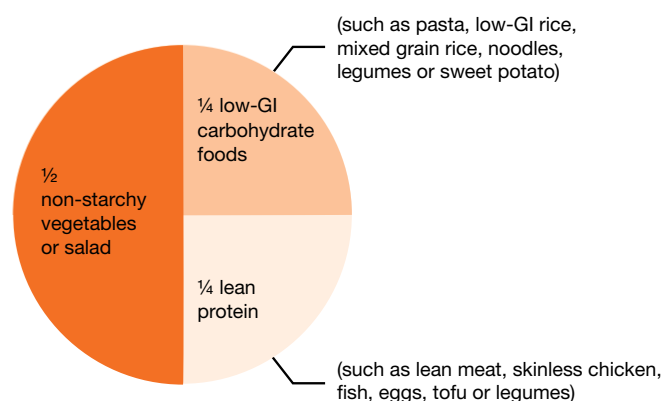 (such as pasta, low-GI rice,
mixed grain rice, noodles,
legumes or sweet potato)
¼ low-GI
carbohydrate
foods
½
non-starchy
vegetables
or salad
¼ lean
protein
(such as lean meat, skinless chicken,
fish, eggs, tofu or legumes)